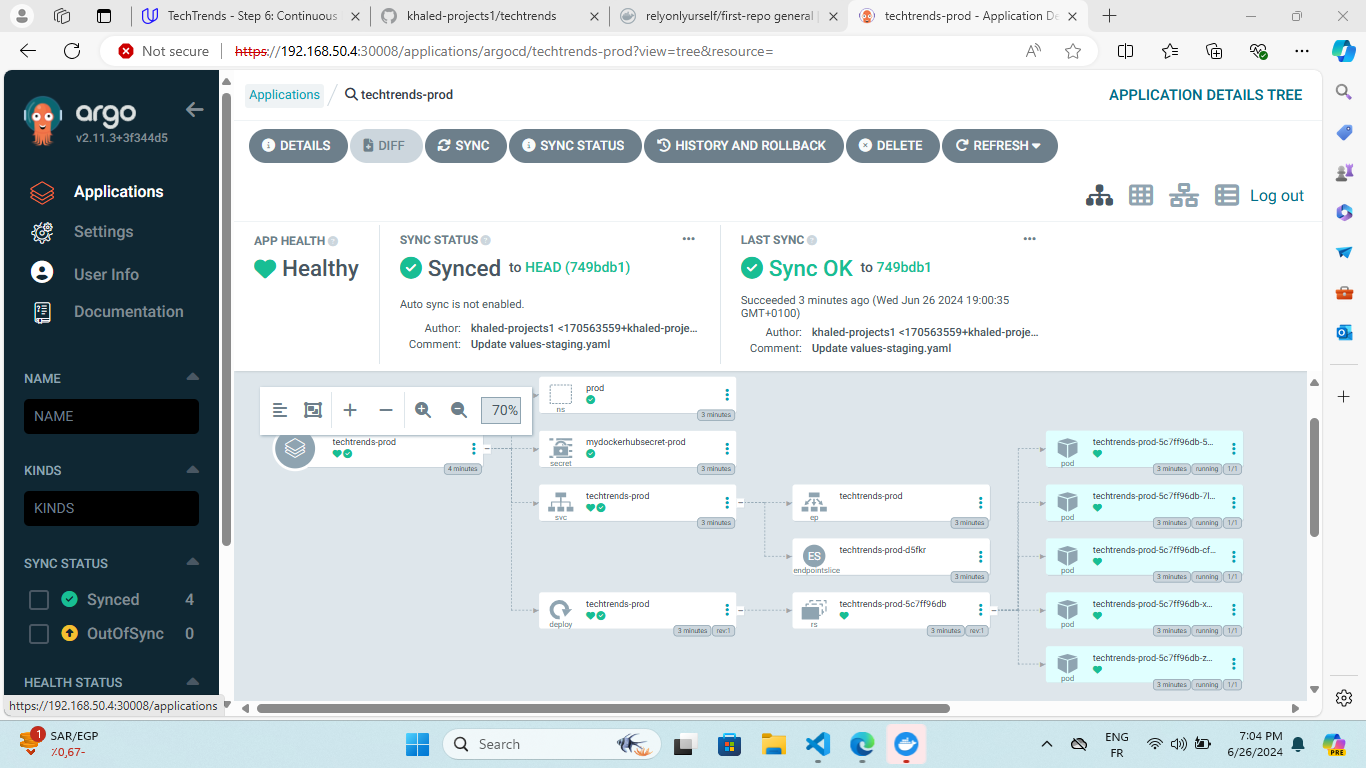 TechTrends - Step 6: Continuous
khaled-projects1/techtrends
relyonlyurself/first-repo general |
techtrends-prod - Application De
Not secure
https://192.168.50.4:30008/applications/argocd/techtrends-prod?view=tree&resource=
argo
v2.11.3+3f344d5
Applications
Settings
User Info
Documentation
NAME
NAME
KINDS
KINDS
SYNC STATUS
Synced 4
OutOfSync 0
HEALTH STATUS
https://192.168.50.4:30008/applications
Applications / techtrends-prod
APPLICATION DETAILS TREE
DETAILS DIFF SYNC SYNC STATUS HISTORY AND ROLLBACK DELETE REFRESH
Log out
APP HEALTH
Healthy
SYNC STATUS
Synced to HEAD (749bdb1)
Auto sync is not enabled.
Author: khaled-projects1 <170563559+khaled-proje...
Comment: Update values-staging.yaml
LAST SYNC
Sync OK to 749bdb1
Succeeded 3 minutes ago (Wed Jun 26 2024 19:00:35
GMT+0100)
Author: khaled-projects1 <170563559+khaled-proje...
Comment: Update values-staging.yaml
70%
techtrends-prod
4 minutes
prod
ns
3 minutes
mydockerhubsecret-prod
secret
3 minutes
techtrends-prod
svc
3 minutes
techtrends-prod
deploy
3 minutes rev:1
techtrends-prod
ep
3 minutes
ES
techtrends-prod-d5fkr
endpointslice
3 minutes
techtrends-prod-5c7ff96db
rs
3 minutes rev:1
techtrends-prod-5c7ff96db-5...
pod
3 minutes running 1/1
techtrends-prod-5c7ff96db-7l...
pod
3 minutes running 1/1
techtrends-prod-5c7ff96db-cf...
pod
3 minutes running 1/1
techtrends-prod-5c7ff96db-x...
pod
3 minutes running 1/1
techtrends-prod-5c7ff96db-z...
pod
3 minutes running 1/1
1
SAR/EGP
٪0,67-
Search
PRE
ENG
FR
7:04 PM
6/26/2024